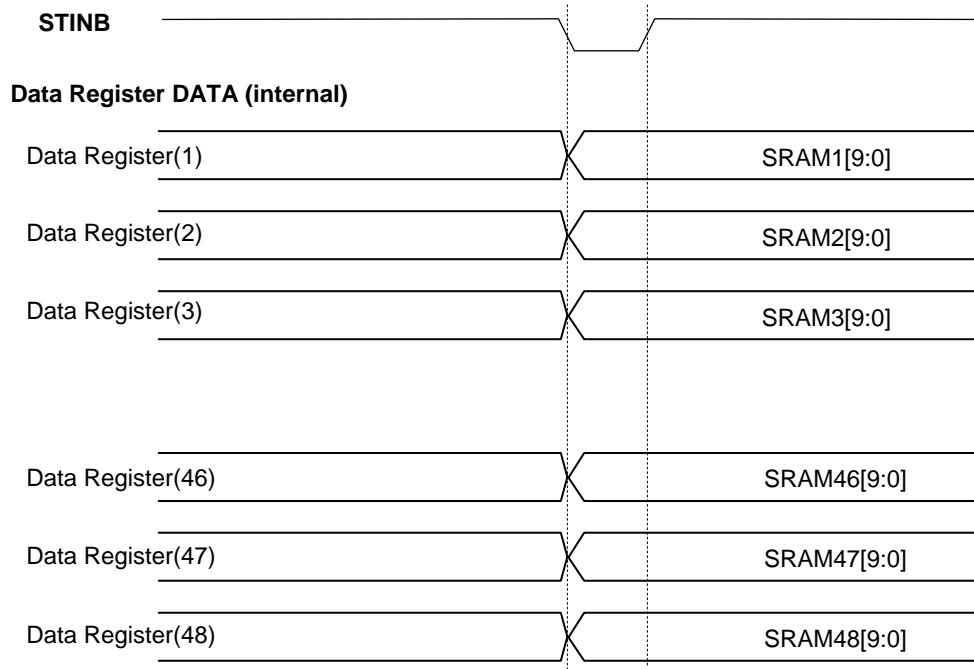 STINB
Data Register DATA (internal)
Data Register(1) SRAM1[9:0]
Data Register(2) SRAM2[9:0]
Data Register(3) SRAM3[9:0]
Data Register(46) SRAM46[9:0]
Data Register(47) SRAM47[9:0]
Data Register(48) SRAM48[9:0]